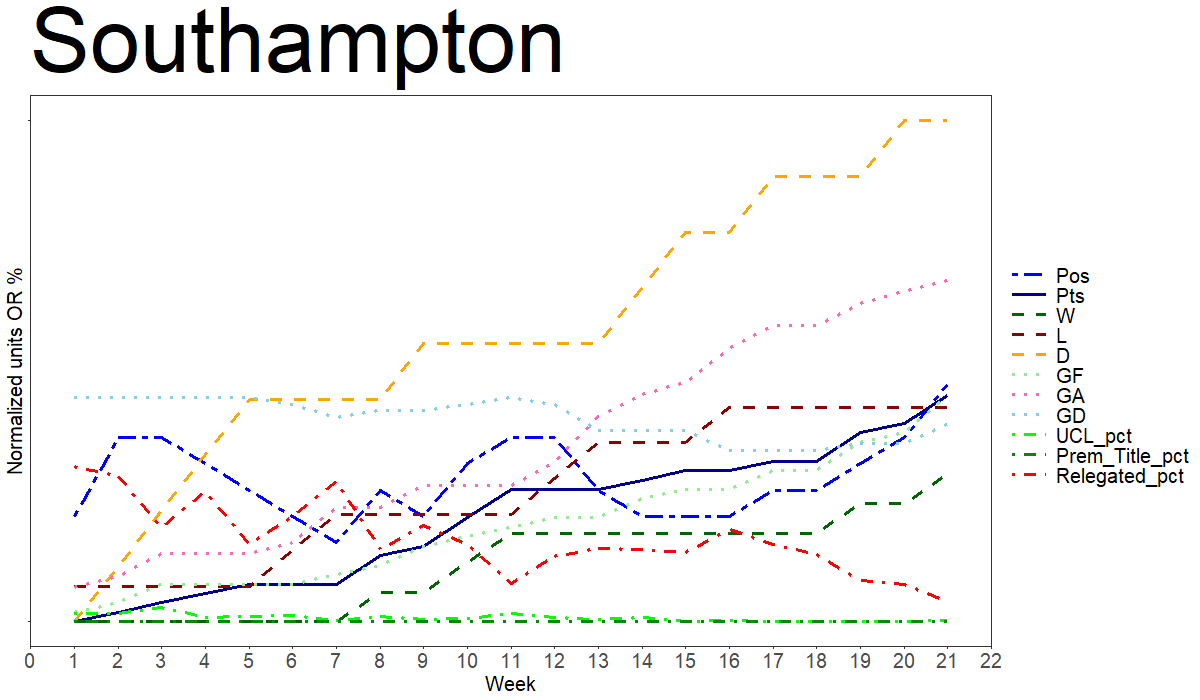 Southampton
Normalized units OR %
0 1 2 3 4 5 6 7 8 9 10 11 12 13 14 15 16 17 18 19 20 21 22
Week
Pos
Pts
W
L
D
GF
GA
GD
UCL_pct
Prem_Title_pct
Relegated_pct